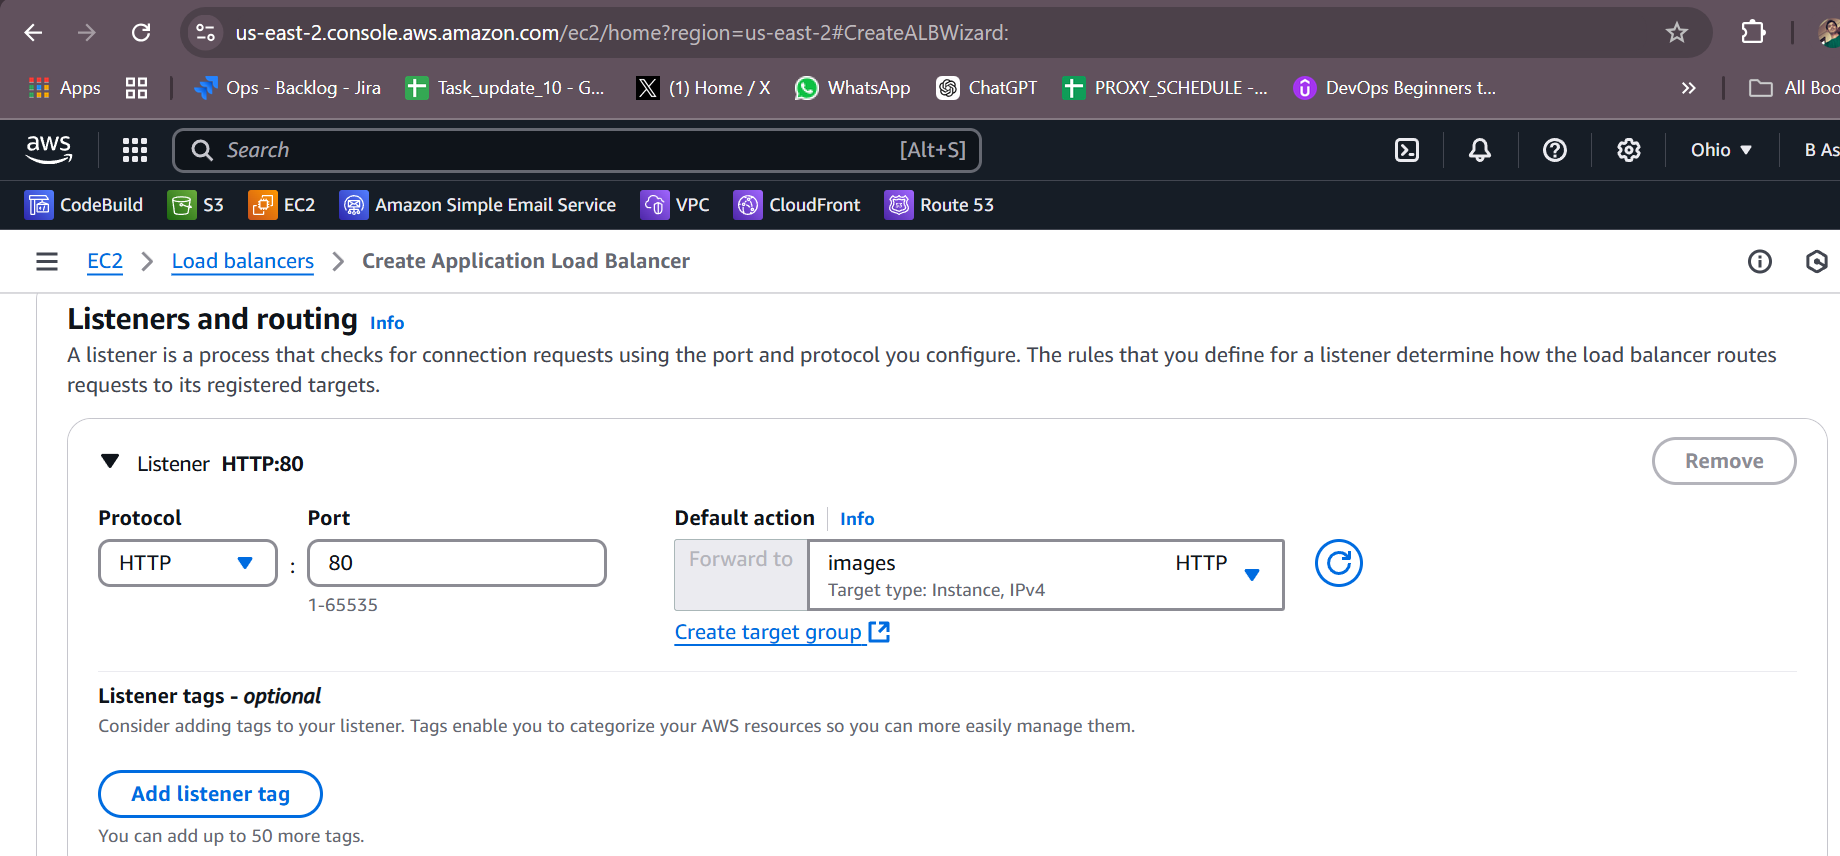 us-east-2.console.aws.amazon.com/ec2/home?region=us-east-2#CreateALBWizard:
Apps Ops - Backlog - Jira Task_update_10 - G... (1) Home / X WhatsApp ChatGPT PROXY_SCHEDULE -... DevOps Beginners t... » All Boo
aws Search [Alt+S] Ohio B As
CodeBuild S3 EC2 Amazon Simple Email Service VPC CloudFront Route 53
EC2 > Load balancers > Create Application Load Balancer
Listeners and routing Info
A listener is a process that checks for connection requests using the port and protocol you configure. The rules that you define for a listener determine how the load balancer routes
requests to its registered targets.
Listener HTTP:80 Remove
Protocol Port Default action Info
HTTP : 80 Forward to images HTTP
Target type: Instance, IPv4
1-65535
Create target group
Listener tags - optional
Consider adding tags to your listener. Tags enable you to categorize your AWS resources so you can more easily manage them.
Add listener tag
You can add up to 50 more tags.